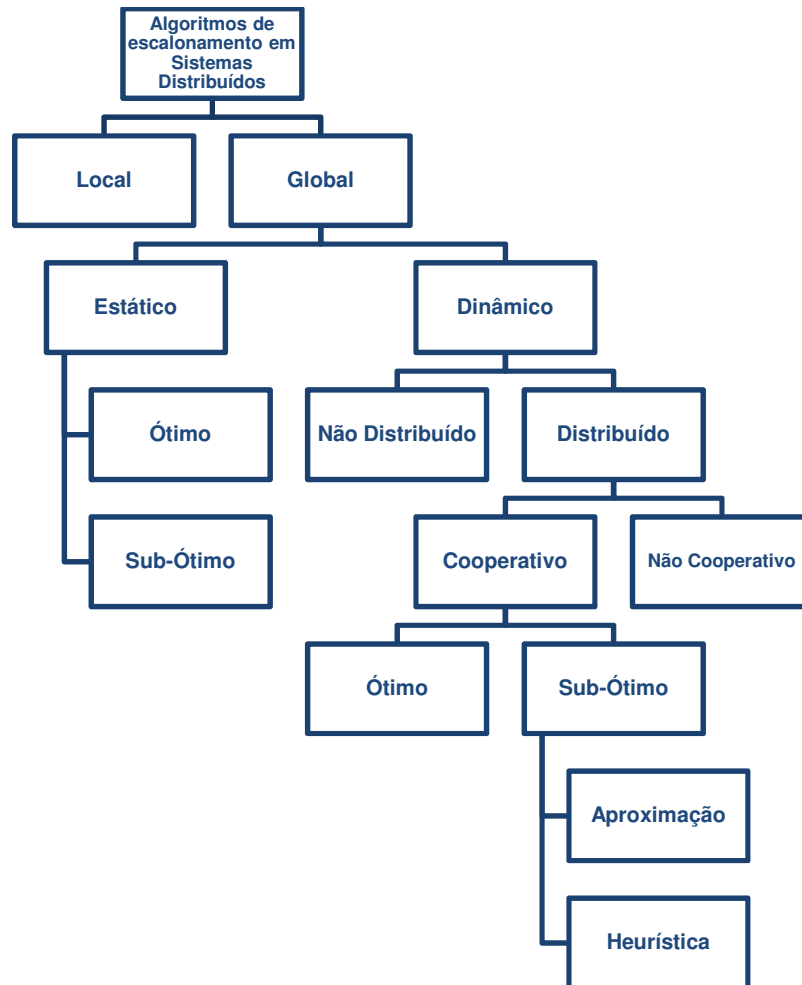 Algoritmos de
escalonamento em
Sistemas
Distribuídos
Local
Global
Estático
Dinâmico
Ótimo
Não Distribuído
Distribuído
Sub-Ótimo
Cooperativo
Não Cooperativo
Ótimo
Sub-Ótimo
Aproximação
Heurística